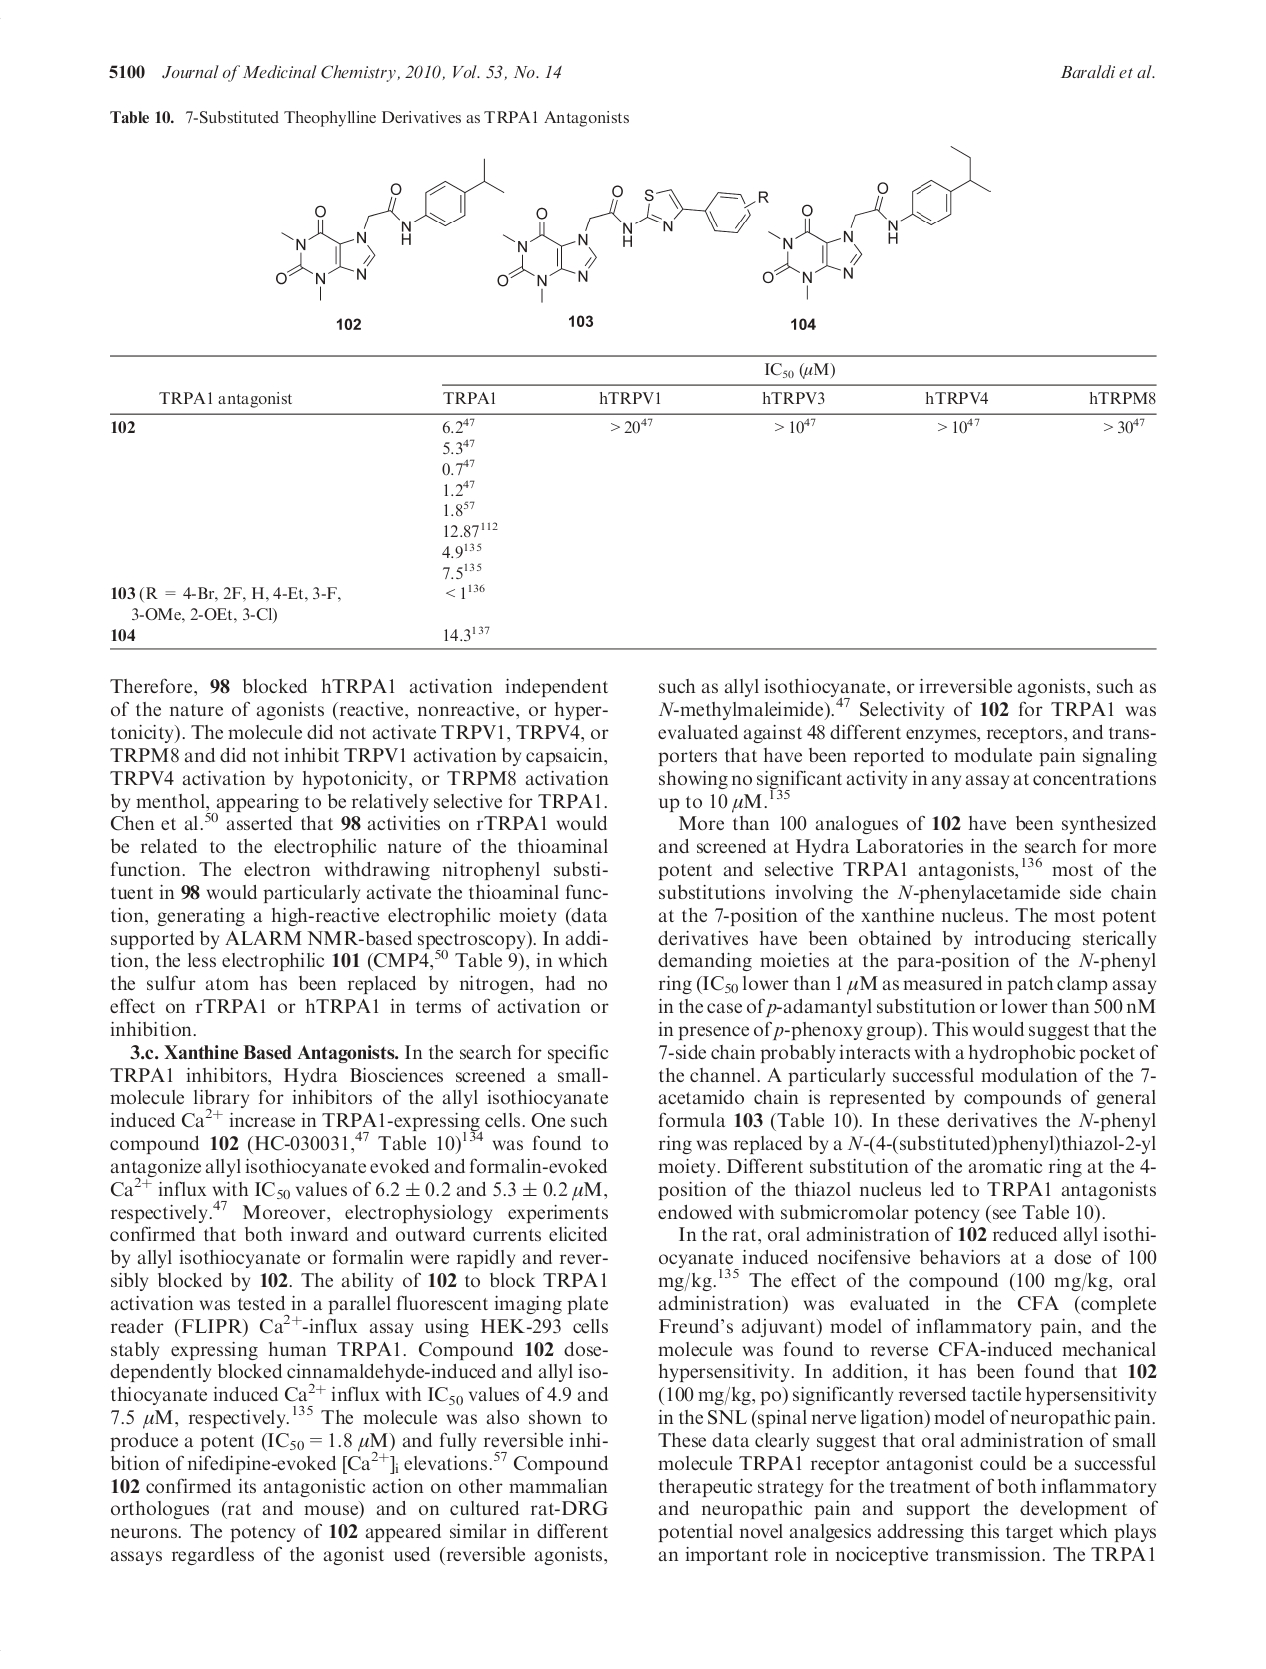 5100 Journal of Medicinal Chemistry, 2010, Vol. 53, No. 14
Baraldi et al.
Table 10. 7-Substituted Theophylline Derivatives as TRPA1 Antagonists
O
N
N
O
N
N
O
N
H
102
O
N
N
O
N
N
O
N
H
S
N
R
103
O
N
N
O
N
N
O
N
H
104
IC50 (μM)
TRPA1 antagonist TRPA1 hTRPV1 hTRPV3 hTRPV4 hTRPM8
102 6.2^47 >20^47 >10^47 >10^47 >30^47
5.3^47
0.7^47
1.2^47
1.8^57
12.87^112
4.9^135
7.5^135
103 (R = 4-Br, 2F, H, 4-Et, 3-F, <1^136
3-OMe, 2-OEt, 3-Cl)
104 14.3^137
Therefore, 98 blocked hTRPA1 activation independent
of the nature of agonists (reactive, nonreactive, or hyper-
tonicity). The molecule did not activate TRPV1, TRPV4, or
TRPM8 and did not inhibit TRPV1 activation by capsaicin,
TRPV4 activation by hypotonicity, or TRPM8 activation
by menthol, appearing to be relatively selective for TRPA1.
Chen et al.50 asserted that 98 activities on rTRPA1 would
be related to the electrophilic nature of the thioaminal
function. The electron withdrawing nitrophenyl substi-
tuent in 98 would particularly activate the thioaminal func-
tion, generating a high-reactive electrophilic moiety (data
supported by ALARM NMR-based spectroscopy). In addi-
tion, the less electrophilic 101 (CMP4,50 Table 9), in which
the sulfur atom has been replaced by nitrogen, had no
effect on rTRPA1 or hTRPA1 in terms of activation or
inhibition.
3.c. Xanthine Based Antagonists. In the search for specific
TRPA1 inhibitors, Hydra Biosciences screened a small-
molecule library for inhibitors of the allyl isothiocyanate
induced Ca2+ increase in TRPA1-expressing cells. One such
compound 102 (HC-030031,47 Table 10)134 was found to
antagonize allyl isothiocyanate evoked and formalin-evoked
Ca2+ influx with IC50 values of 6.2 ± 0.2 and 5.3 ± 0.2 μM,
respectively.47 Moreover, electrophysiology experiments
confirmed that both inward and outward currents elicited
by allyl isothiocyanate or formalin were rapidly and rever-
sibly blocked by 102. The ability of 102 to block TRPA1
activation was tested in a parallel fluorescent imaging plate
reader (FLIPR) Ca2+-influx assay using HEK-293 cells
stably expressing human TRPA1. Compound 102 dose-
dependently blocked cinnamaldehyde-induced and allyl iso-
thiocyanate induced Ca2+ influx with IC50 values of 4.9 and
7.5 μM, respectively.135 The molecule was also shown to
produce a potent (IC50 = 1.8 μM) and fully reversible inhi-
bition of nifedipine-evoked [Ca2+]i elevations.57 Compound
102 confirmed its antagonistic action on other mammalian
orthologues (rat and mouse) and on cultured rat-DRG
neurons. The potency of 102 appeared similar in different
assays regardless of the agonist used (reversible agonists,
such as allyl isothiocyanate, or irreversible agonists, such as
N-methylmaleimide).47 Selectivity of 102 for TRPA1 was
evaluated against 48 different enzymes, receptors, and trans-
porters that have been reported to modulate pain signaling
showing no significant activity in any assay at concentrations
up to 10 μM.135
More than 100 analogues of 102 have been synthesized
and screened at Hydra Laboratories in the search for more
potent and selective TRPA1 antagonists,136 most of the
substitutions involving the N-phenylacetamide side chain
at the 7-position of the xanthine nucleus. The most potent
derivatives have been obtained by introducing sterically
demanding moieties at the para-position of the N-phenyl
ring (IC50 lower than 1 μM as measured in patch clamp assay
in the case of p-adamantyl substitution or lower than 500 nM
in presence of p-phenoxy group). This would suggest that the
7-side chain probably interacts with a hydrophobic pocket of
the channel. A particularly successful modulation of the 7-
acetamido chain is represented by compounds of general
formula 103 (Table 10). In these derivatives the N-phenyl
ring was replaced by a N-(4-(substituted)phenyl)thiazol-2-yl
moiety. Different substitution of the aromatic ring at the 4-
position of the thiazol nucleus led to TRPA1 antagonists
endowed with submicromolar potency (see Table 10).
In the rat, oral administration of 102 reduced allyl isothi-
ocyanate induced nocifensive behaviors at a dose of 100
mg/kg.135 The effect of the compound (100 mg/kg, oral
administration) was evaluated in the CFA (complete
Freund's adjuvant) model of inflammatory pain, and the
molecule was found to reverse CFA-induced mechanical
hypersensitivity. In addition, it has been found that 102
(100 mg/kg, po) significantly reversed tactile hypersensitivity
in the SNL (spinal nerve ligation) model of neuropathic pain.
These data clearly suggest that oral administration of small
molecule TRPA1 receptor antagonist could be a successful
therapeutic strategy for the treatment of both inflammatory
and neuropathic pain and support the development of
potential novel analgesics addressing this target which plays
an important role in nociceptive transmission. The TRPA1